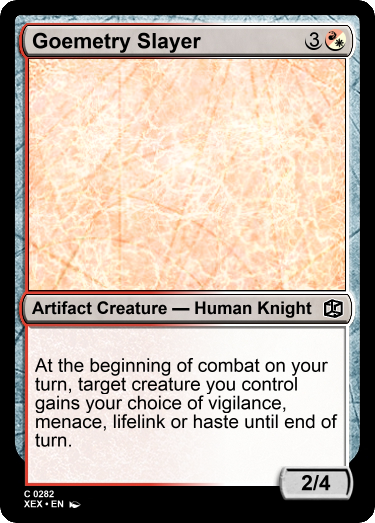 Goemetry Slayer 3
Artifact Creature — Human Knight
At the beginning of combat on your
turn, target creature you control
gains your choice of vigilance,
menace, lifelink or haste until end of
turn.
2/4
C 0282
XEX • EN